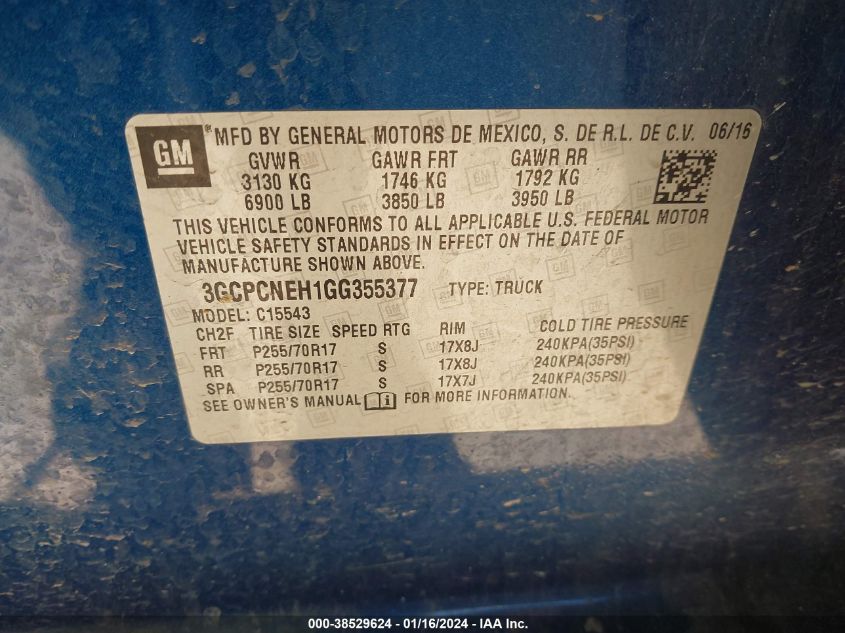 GM ® MFD BY GENERAL MOTORS DE MEXICO, S. DE R.L. DE C.V. 06/16
GVWR GAWR FRT GAWR RR
3130 KG 1746 KG 1792 KG
6900 LB 3850 LB 3950 LB
THIS VEHICLE CONFORMS TO ALL APPLICABLE U.S. FEDERAL MOTOR
VEHICLE SAFETY STANDARDS IN EFFECT ON THE DATE OF
MANUFACTURE SHOWN ABOVE.
3GCPCNEH1GG355377 TYPE: TRUCK
MODEL: C15543
CH2F TIRE SIZE SPEED RTG RIM COLD TIRE PRESSURE
FRT P255/70R17 S 17X8J 240KPA(35PSI)
RR P255/70R17 S 17X8J 240KPA(35PSI)
SPA P255/70R17 S 17X7J 240KPA(35PSI)
SEE OWNER'S MANUAL i FOR MORE INFORMATION.
000-38529624 - 01/16/2024 - IAA Inc.